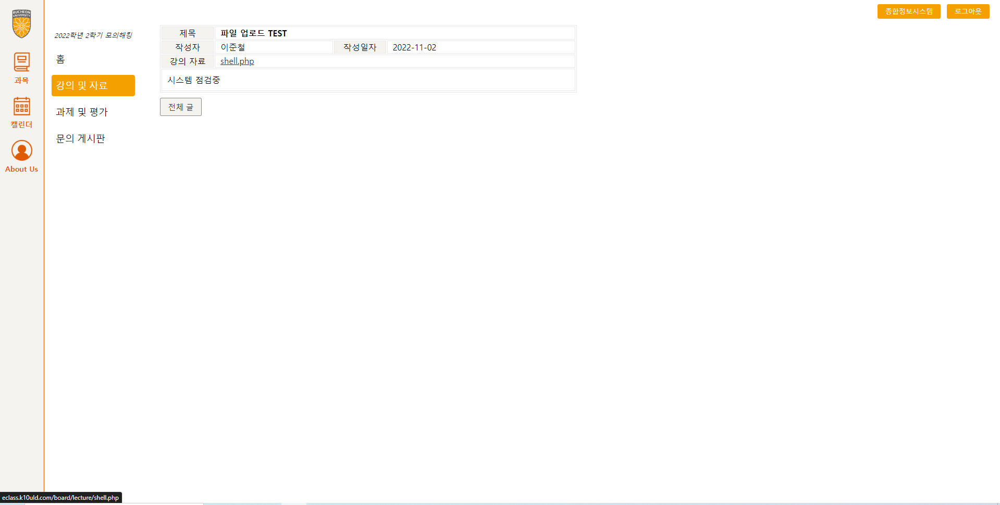 BUCHEON
UNIVERSITY
과목
캘린더
About Us
2022학년 2학기 모의해킹
홈
강의 및 자료
과제 및 평가
문의 게시판
종합정보시스템
로그아웃
제목 파일 업로드 TEST
작성자 이준철 작성일자 2022-11-02
강의 자료 shell.php
시스템 점검중
전체 글
eclass.k10uld.com/board/lecture/shell.php